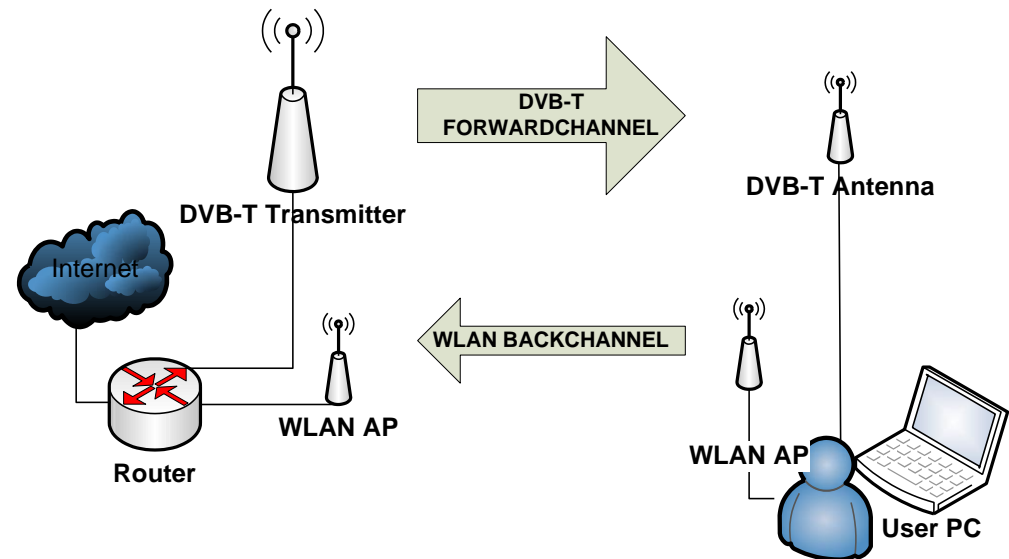 DVB-T
FORWARDCHANNEL
DVB-T Antenna
DVB-T Transmitter
Internet
WLAN BACKCHANNEL
WLAN AP
Router
WLAN AP
User PC